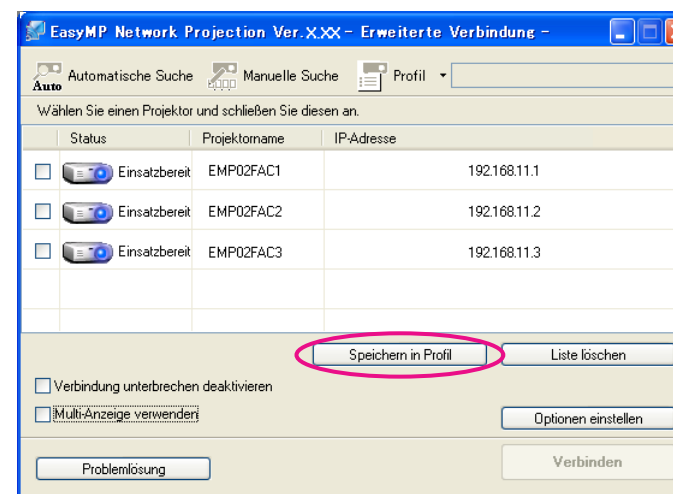 EasyMP Network Projection Ver.X.XX - Erweiterte Verbindung -
Auto Automatische Suche Manuelle Suche Profil
Wählen Sie einen Projektor und schließen Sie diesen an.
Status Projektorname IP-Adresse
Einsatzbereit EMP02FAC1 192.168.11.1
Einsatzbereit EMP02FAC2 192.168.11.2
Einsatzbereit EMP02FAC3 192.168.11.3
Speichern in Profil Liste löschen
Verbindung unterbrechen deaktivieren
Multi-Anzeige verwenden
Optionen einstellen
Problemlösung Verbinden